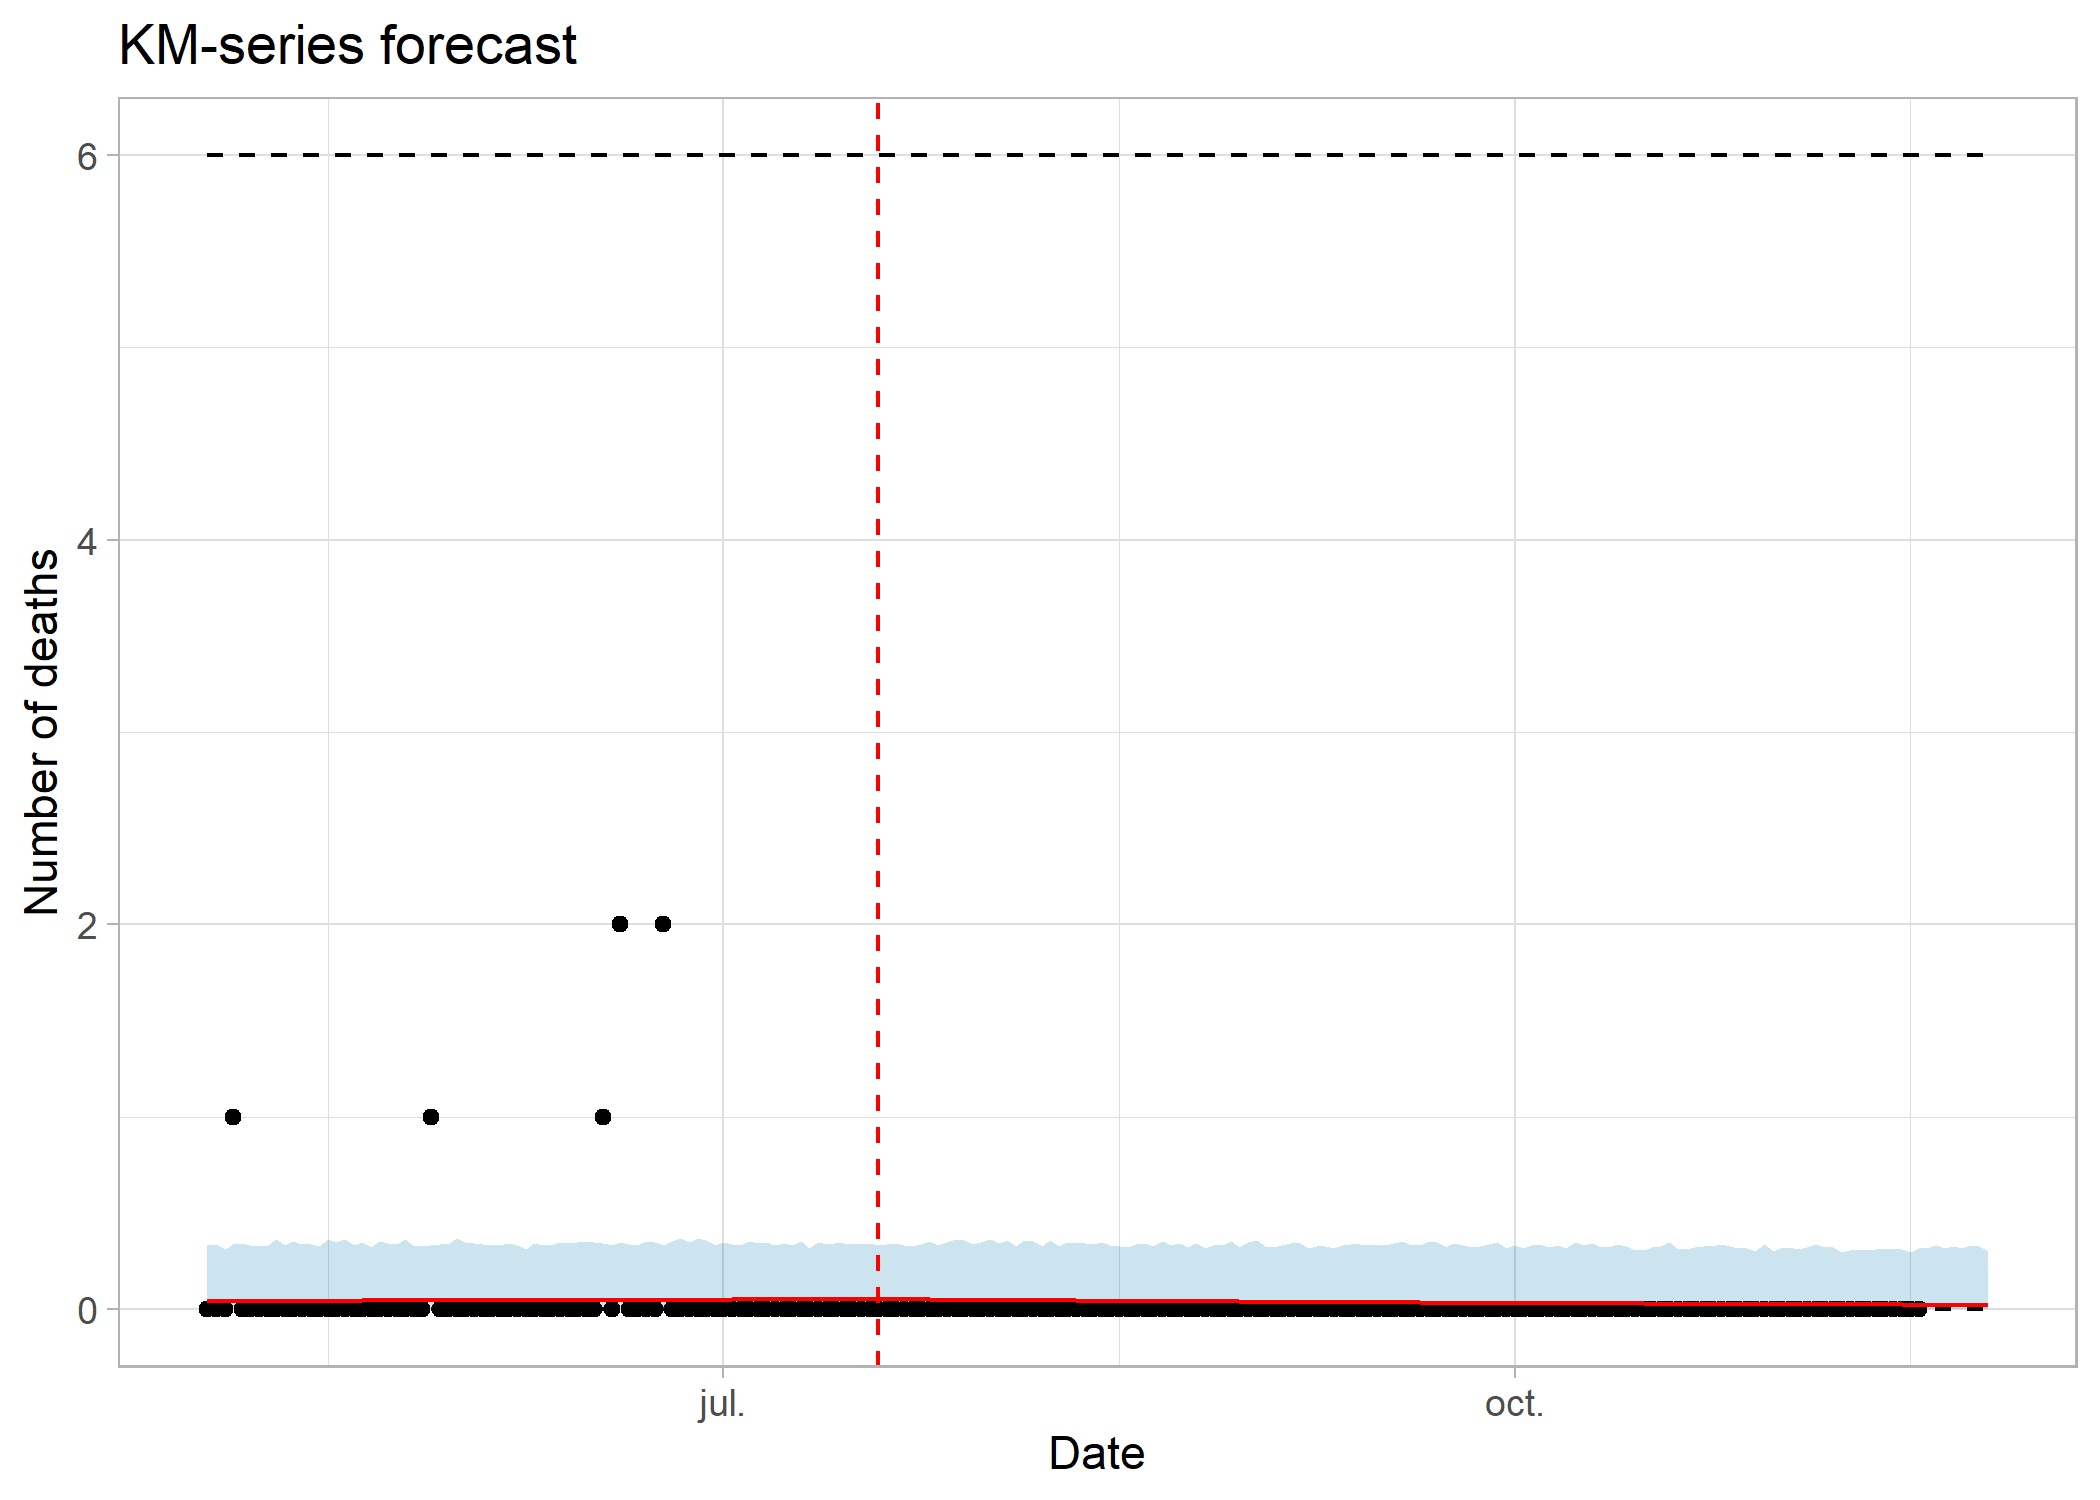 KM-series forecast
6
4
2
0
Number of deaths
jul.
oct.
Date